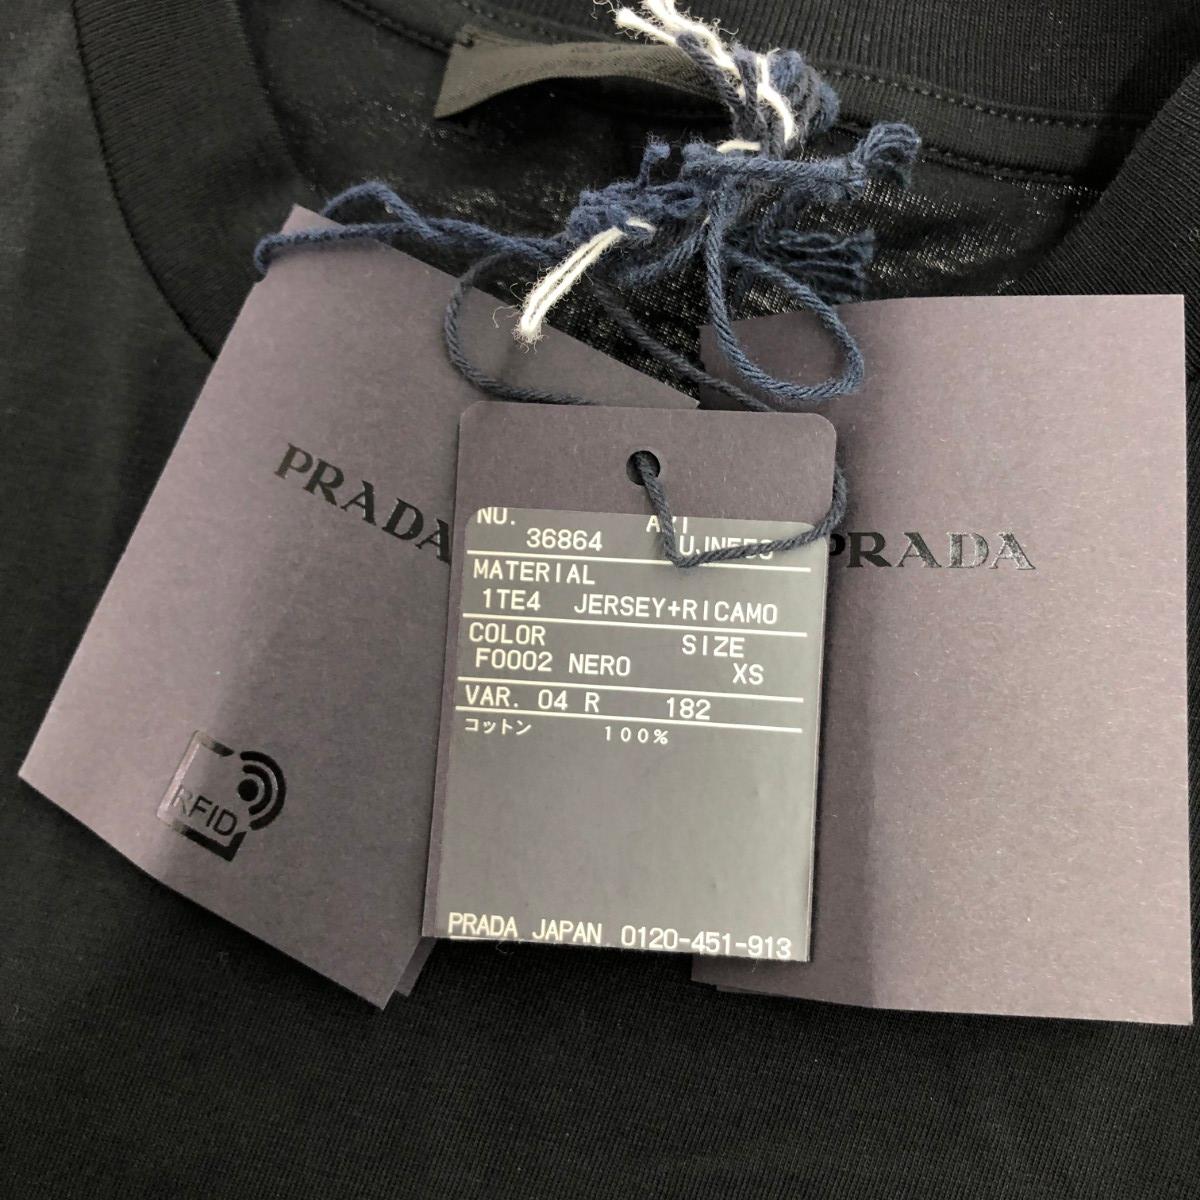 PRADA
RFID
NO.
36864
MATERIAL
1TE4 JERSEY+RICAMO
COLOR SIZE
F0002 NERO XS
VAR. 04 R 182
コットン 100%
PRADA JAPAN 0120-451-913
PRADA